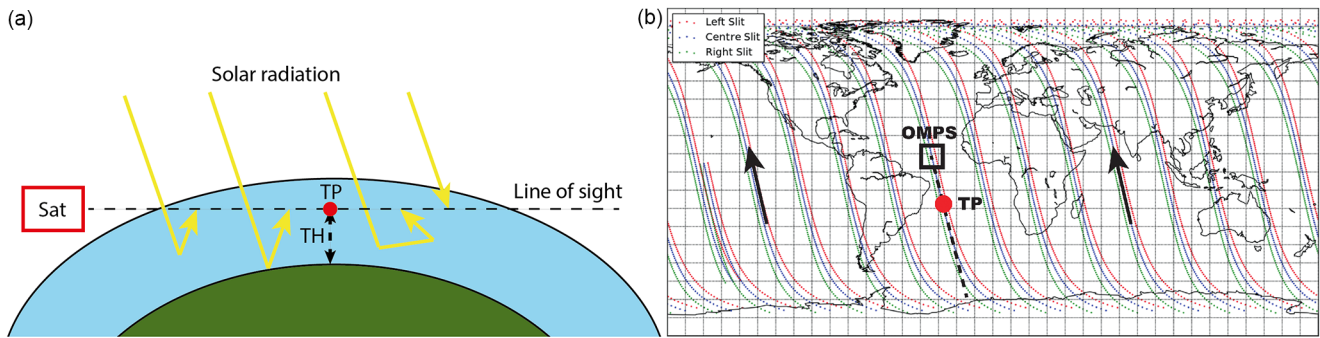 (a)
Solar radiation
Sat
TP
Line of sight
TH
(b)
Left Slit
Centre Slit
Right Slit
OMPS
TP